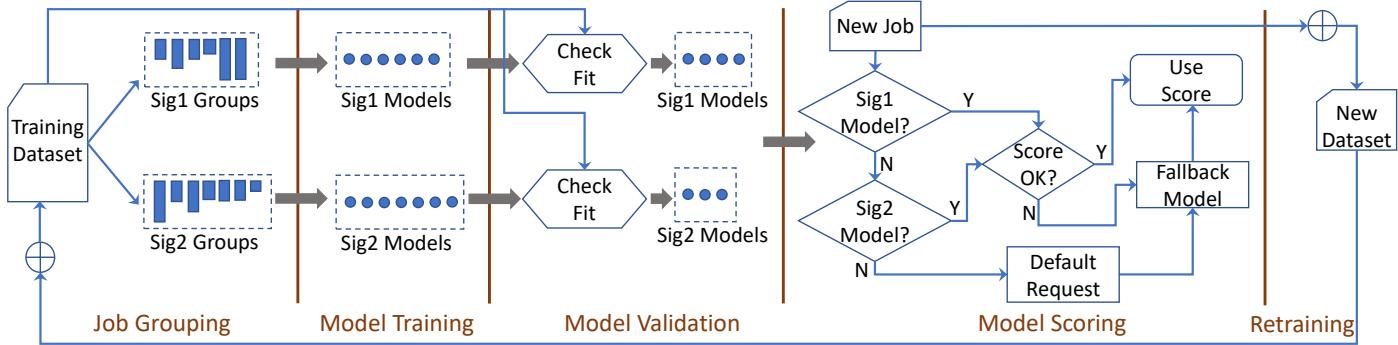 Training
Dataset
Sig1 Groups
Sig2 Groups
Job Grouping
Sig1 Models
Sig2 Models
Model Training
Check
Fit
Check
Fit
Sig1 Models
Sig2 Models
Model Validation
New Job
Sig1
Model?
Y
N
Sig2
Model?
Y
N
Score
OK?
Y
N
Use
Score
Fallback
Model
Default
Request
Model Scoring
New
Dataset
Retraining